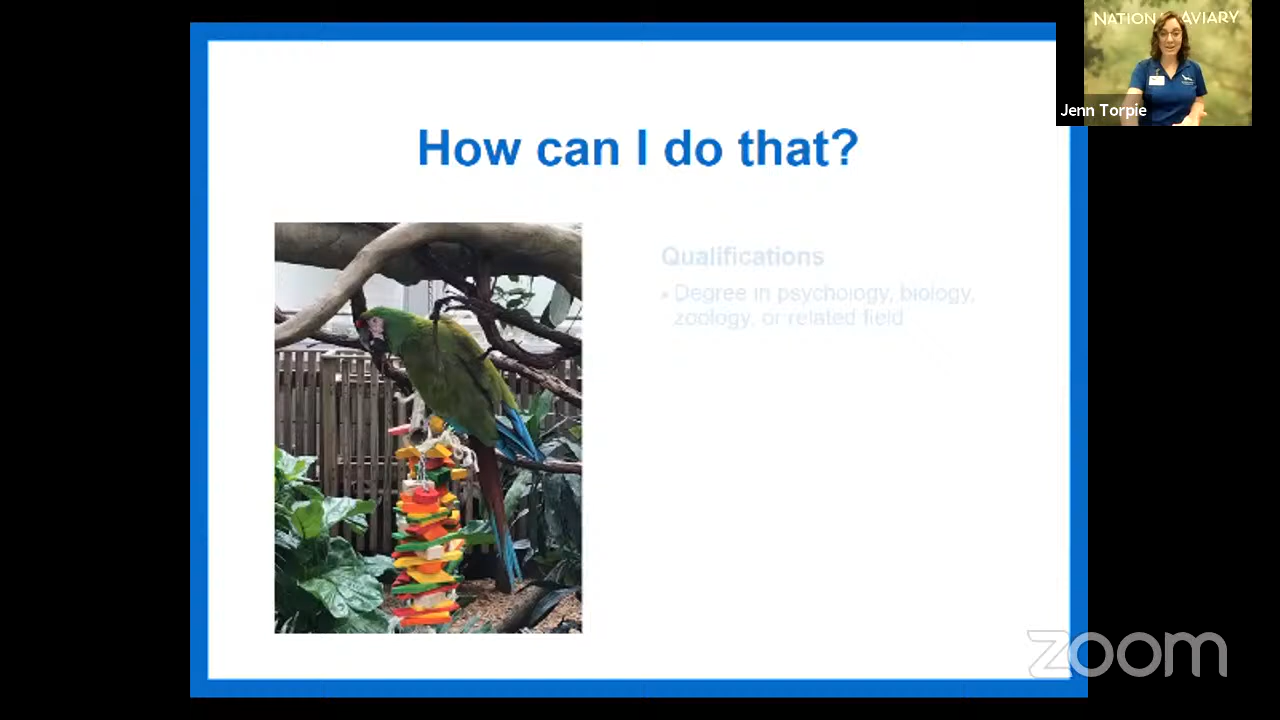 NATION AVIARY
Jenn Torpie
How can I do that?
Qualifications
• Degree in psychology, biology,
zoology, or related field
zoom